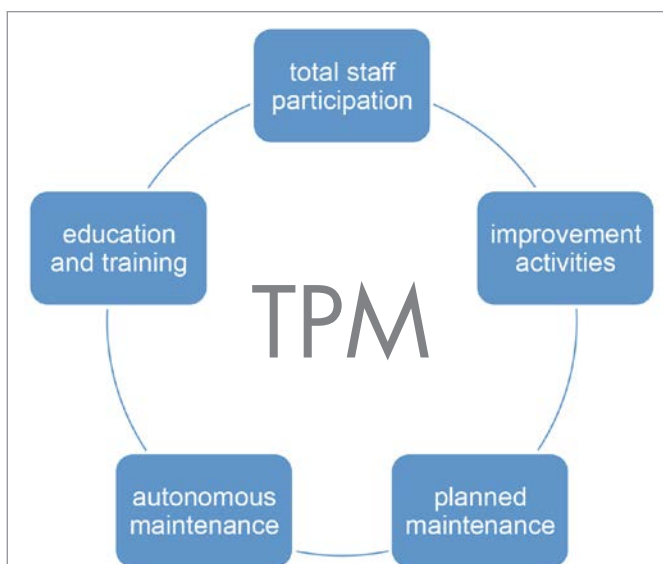 total staff
participation
education
and training
improvement
activities
TPM
autonomous
maintenance
planned
maintenance